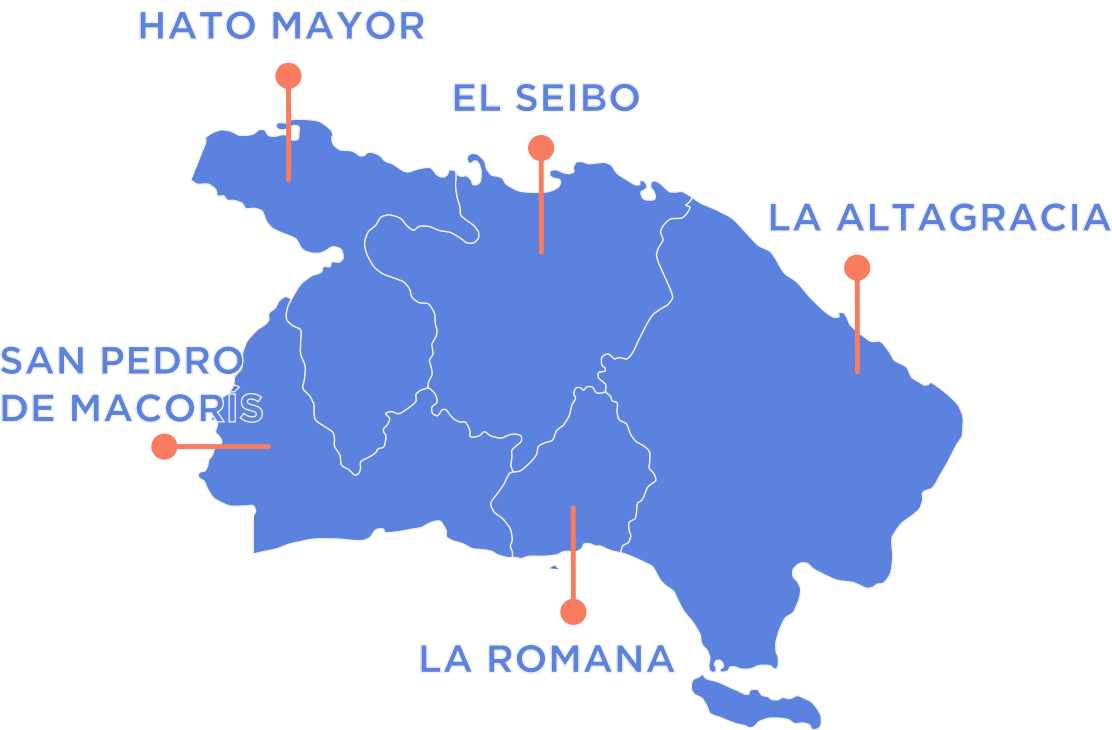 HATO MAYOR
EL SEIBO
LA ALTAGRACIA
SAN PEDRO
DE MACORÍS
LA ROMANA